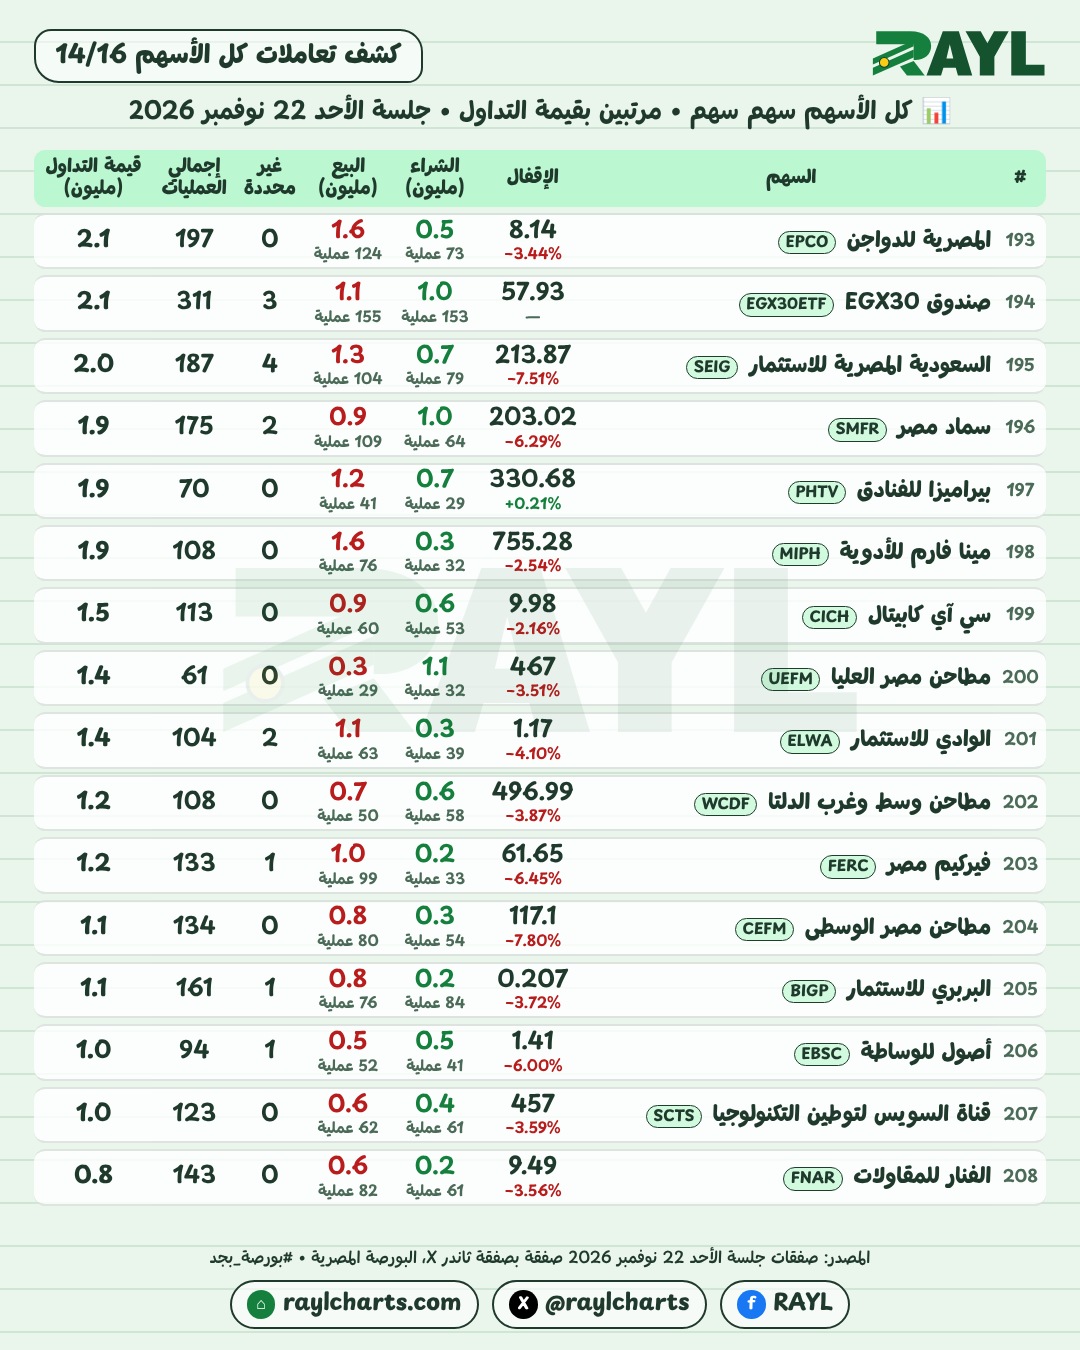 RAYL
كشف تعاملات كل الأسهم 14/16
📊 كل الأسهم سهم سهم • مرتبين بقيمة التداول • جلسة الأحد 22 نوفمبر 2026
# السهم الإقفال الشراء (مليون) البيع (مليون) غير محددة إجمالي العمليات قيمة التداول (مليون)
193 المصرية للدواجن EPCO 8.14 -3.44% 0.5 73 عملية 1.6 124 عملية 0 197 2.1
194 صندوق EGX30 EGX30ETF 57.93 — 1.0 153 عملية 1.1 155 عملية 3 311 2.1
195 السعودية المصرية للاستثمار SEIG 213.87 -7.51% 0.7 79 عملية 1.3 104 عملية 4 187 2.0
196 سماد مصر SMFR 203.02 -6.29% 1.0 64 عملية 0.9 109 عملية 2 175 1.9
197 بيراميزا للفنادق PHTV 330.68 +0.21% 0.7 29 عملية 1.2 41 عملية 0 70 1.9
198 مينا فارم للأدوية MIPH 755.28 -2.54% 0.3 32 عملية 1.6 76 عملية 0 108 1.9
199 سي آي كابيتال CICH 9.98 -2.16% 0.6 53 عملية 0.9 60 عملية 0 113 1.5
200 مطاحن مصر العليا UEFM 467 -3.51% 1.1 32 عملية 0.3 29 عملية 0 61 1.4
201 الوادي للاستثمار ELWA 1.17 -4.10% 0.3 39 عملية 1.1 63 عملية 2 104 1.4
202 مطاحن وسط وغرب الدلتا WCDF 496.99 -3.87% 0.6 58 عملية 0.7 50 عملية 0 108 1.2
203 فيركيم مصر FERC 61.65 -6.45% 0.2 33 عملية 1.0 99 عملية 1 133 1.2
204 مطاحن مصر الوسطى CEFM 117.1 -7.80% 0.3 54 عملية 0.8 80 عملية 0 134 1.1
205 البربري للاستثمار BIGP 0.207 -3.72% 0.2 84 عملية 0.8 76 عملية 1 161 1.1
206 أصول للوساطة EBSC 1.41 -6.00% 0.5 41 عملية 0.5 52 عملية 1 94 1.0
207 قناة السويس لتوطين التكنولوجيا SCTS 457 -3.59% 0.4 61 عملية 0.6 62 عملية 0 123 1.0
208 الفنار للمقاولات FNAR 9.49 -3.56% 0.2 61 عملية 0.6 82 عملية 0 143 0.8
المصدر: صفقات جلسة الأحد 22 نوفمبر 2026 صفقة بصفقة ثاندر X، البورصة المصرية • #بورصة_بجد
raylcharts.com @raylcharts RAYL